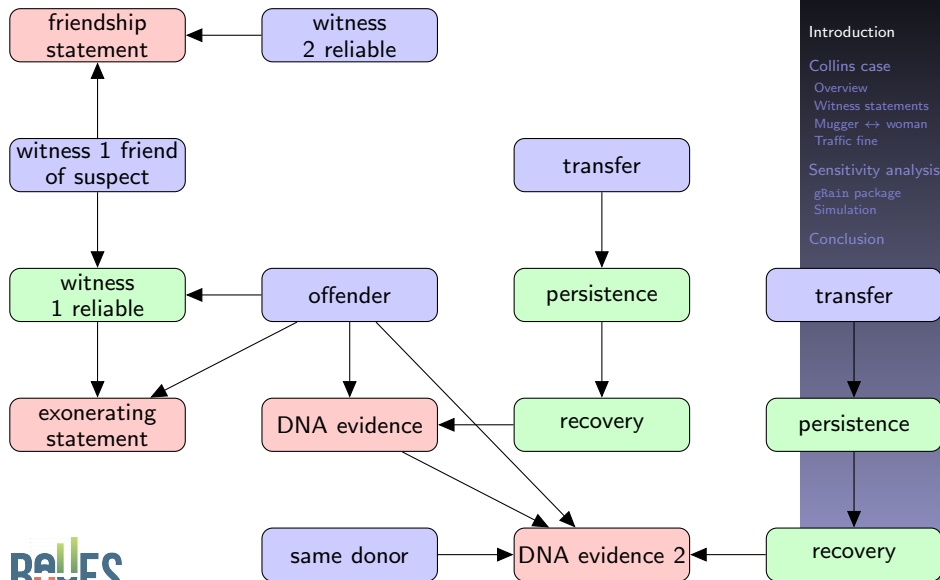 friendship
statement
witness
2 reliable
Introduction
Collins case
Overview
Witness statements
Mugger ↔ woman
Traffic fine
Sensitivity analysis
gRain package
Simulation
Conclusion
witness 1 friend
of suspect
transfer
witness
1 reliable
offender
persistence
transfer
exonerating
statement
DNA evidence
recovery
persistence
same donor
DNA evidence 2
recovery
BAYES